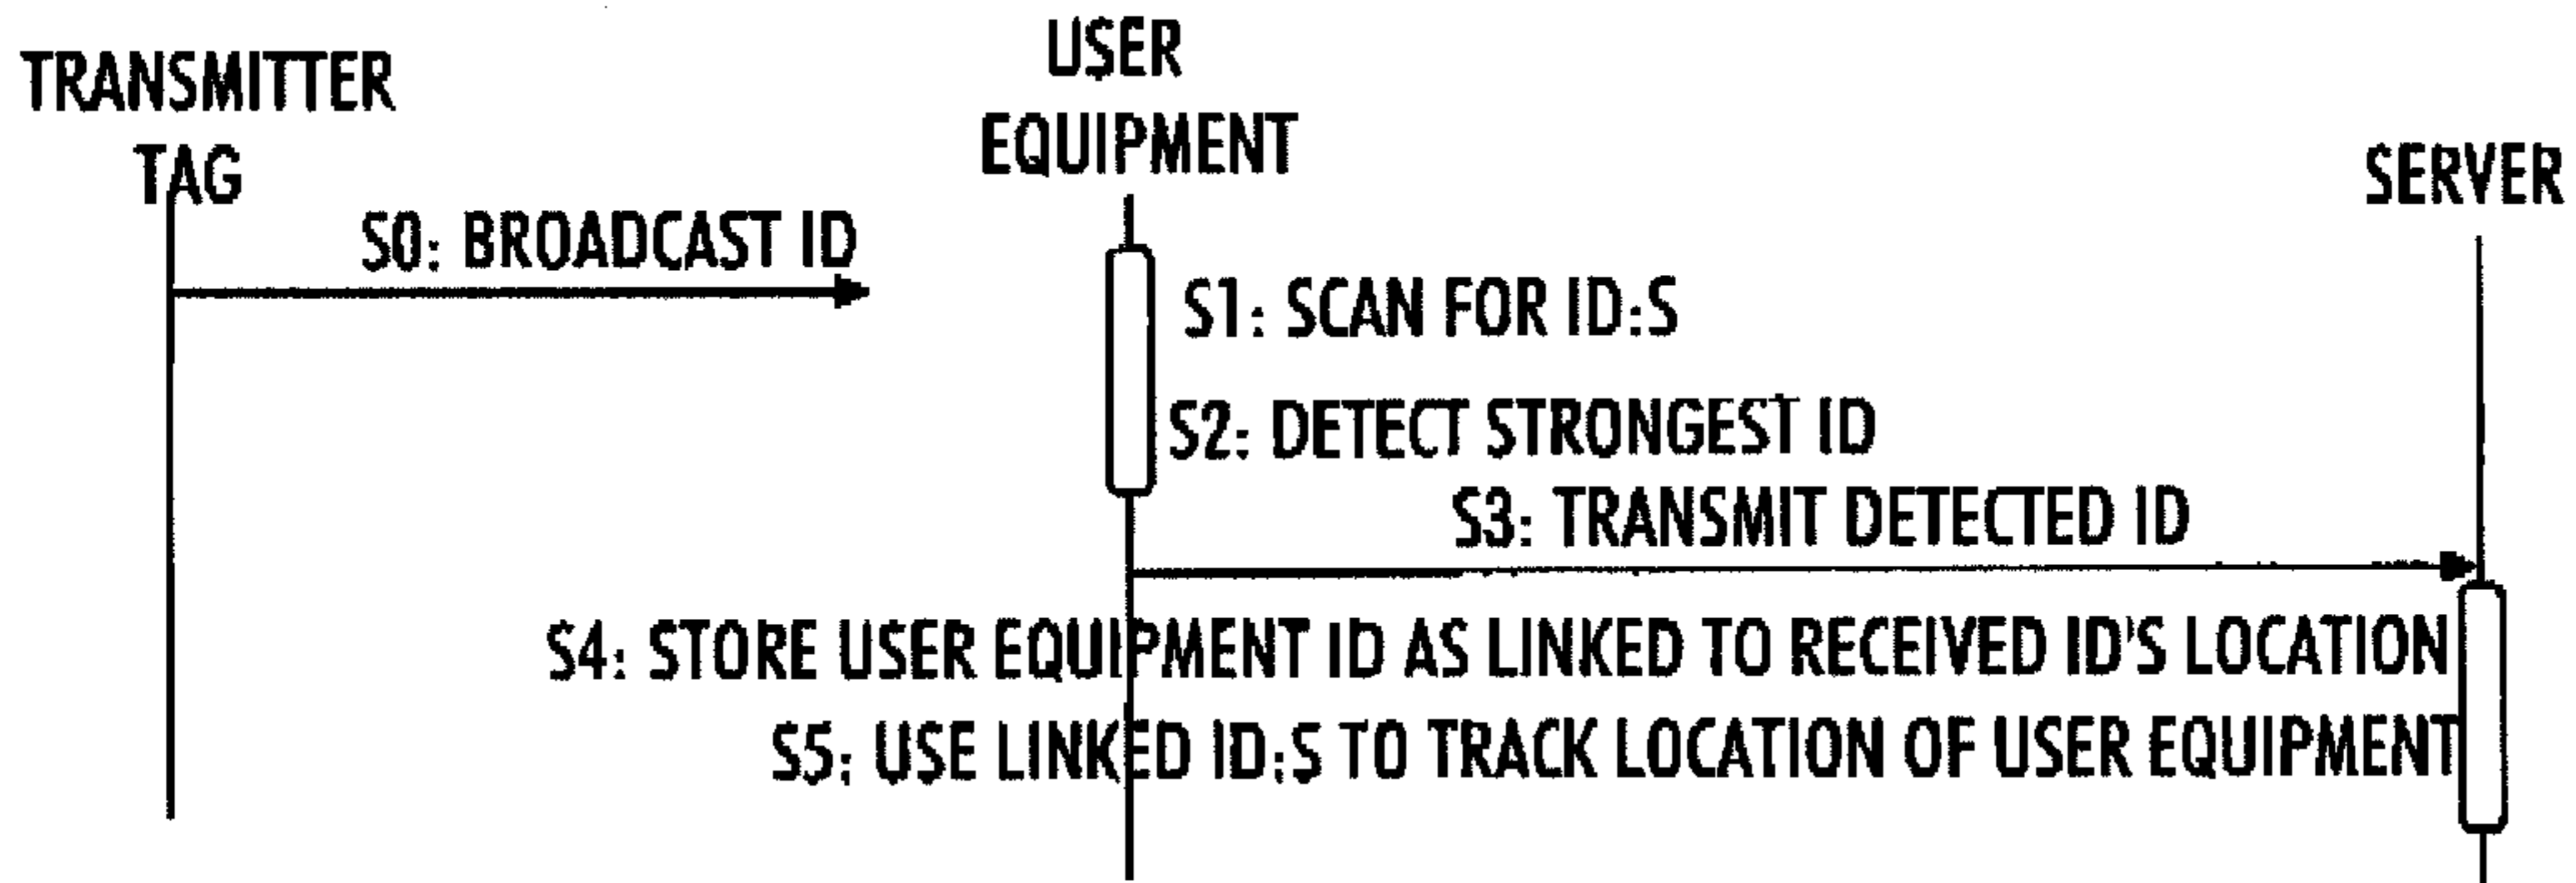 TRANSMITTER
TAG
USER
EQUIPMENT
SERVER
S0: BROADCAST ID
S1: SCAN FOR ID:S
S2: DETECT STRONGEST ID
S3: TRANSMIT DETECTED ID
S4: STORE USER EQUIPMENT ID AS LINKED TO RECEIVED ID'S LOCATION
S5: USE LINKED ID:S TO TRACK LOCATION OF USER EQUIPMENT